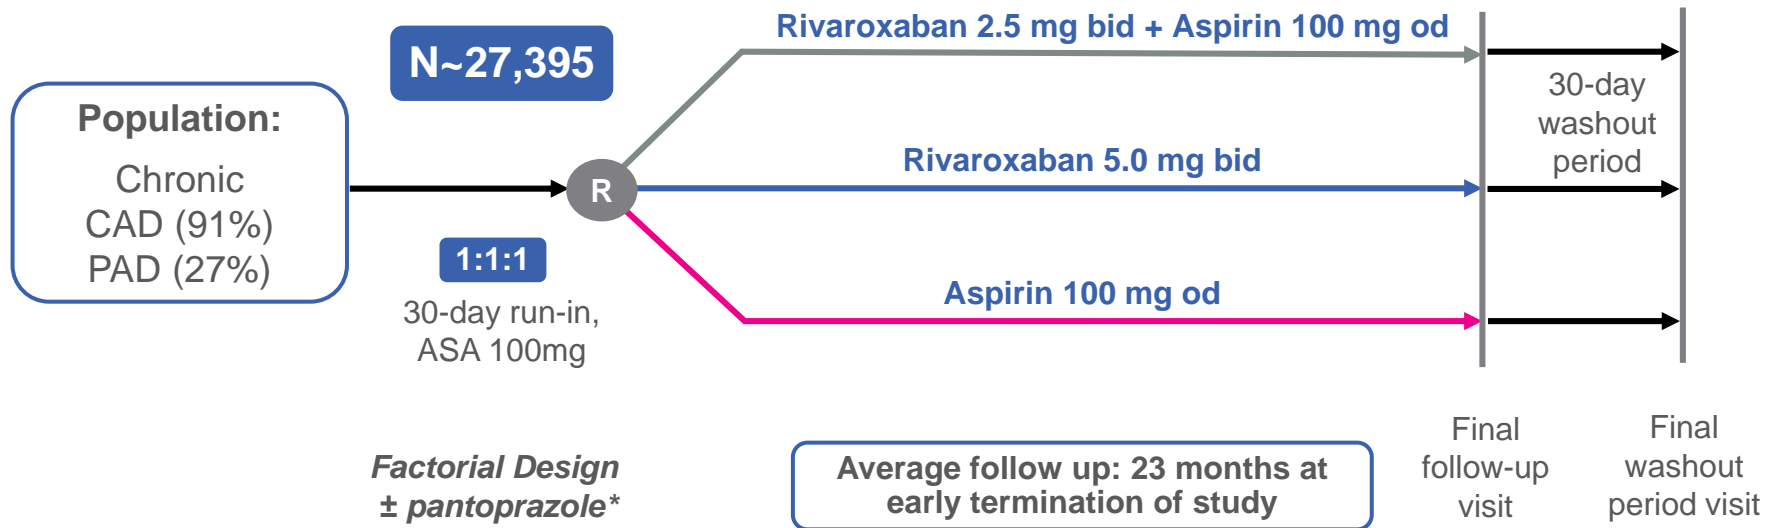 Population:
Chronic
CAD (91%)
PAD (27%)
N~27,395
1:1:1
30-day run-in,
ASA 100mg
R
Rivaroxaban 2.5 mg bid + Aspirin 100 mg od
Rivaroxaban 5.0 mg bid
Aspirin 100 mg od
30-day
washout
period
Factorial Design
± pantoprazole*
Average follow up: 23 months at
early termination of study
Final
follow-up
visit
Final
washout
period visit